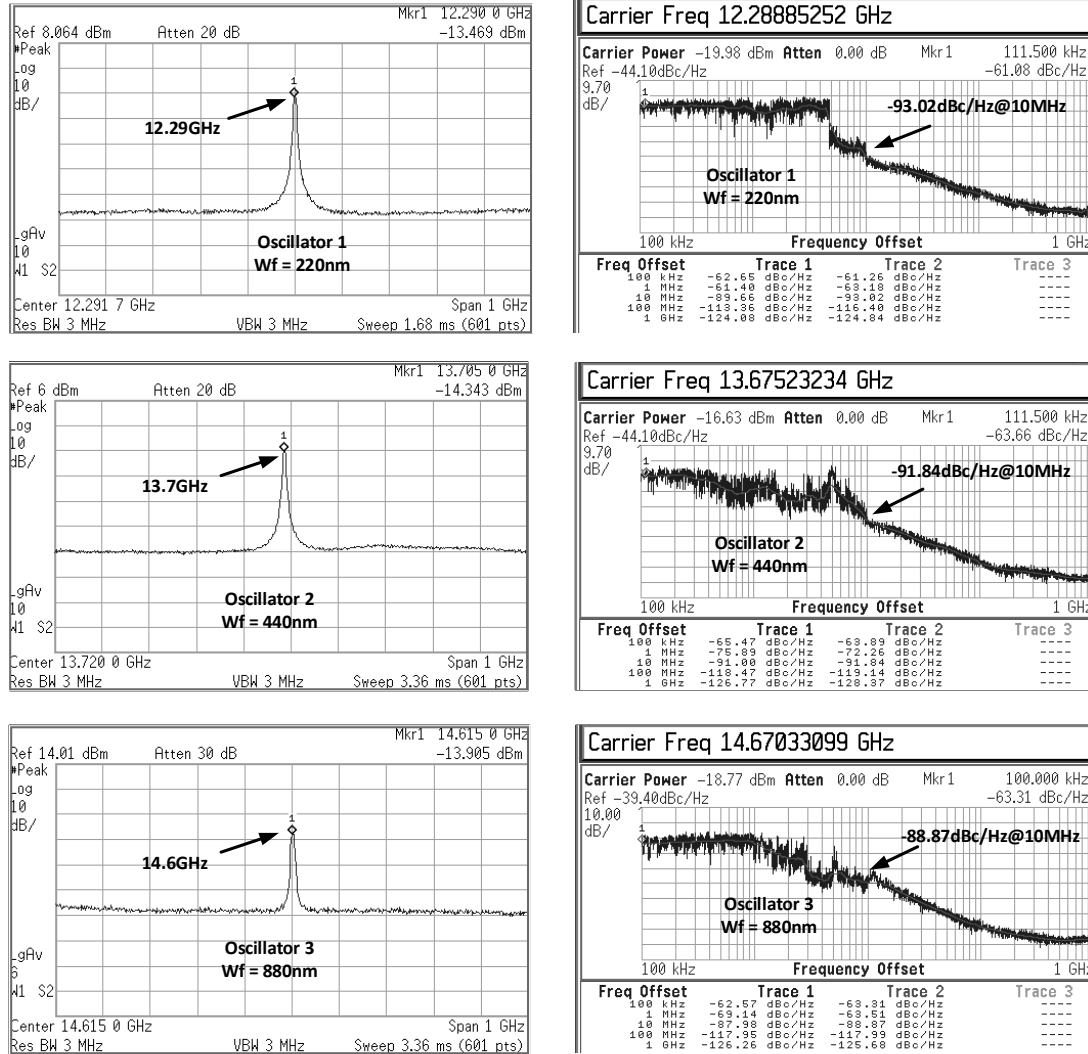 Mkr1 12.290 0 GHz
Ref 8.064 dBm Atten 20 dB -13.469 dBm
#Peak
Log
10
dB/
1
12.29GHz
Oscillator 1
Wf = 220nm
LgAv
10
W1 S2
Center 12.291 7 GHz Span 1 GHz
Res BW 3 MHz VBW 3 MHz Sweep 1.68 ms (601 pts)
Carrier Freq 12.28885252 GHz
Carrier Power -19.98 dBm Atten 0.00 dB Mkr1 111.500 kHz
Ref -44.10dBc/Hz -61.08 dBc/Hz
9.70
dB/
1
-93.02dBc/Hz@10MHz
Oscillator 1
Wf = 220nm
100 kHz Frequency Offset 1 GHz
Freq Offset Trace 1 Trace 2 Trace 3
100 kHz -62.65 dBc/Hz -61.26 dBc/Hz ----
1 MHz -61.40 dBc/Hz -63.18 dBc/Hz ----
10 MHz -89.66 dBc/Hz -93.02 dBc/Hz ----
100 MHz -113.36 dBc/Hz -116.40 dBc/Hz ----
1 GHz -124.08 dBc/Hz -124.84 dBc/Hz ----
Mkr1 13.705 0 GHz
Ref 6 dBm Atten 20 dB -14.343 dBm
#Peak
Log
10
dB/
1
13.7GHz
Oscillator 2
Wf = 440nm
LgAv
10
W1 S2
Center 13.720 0 GHz Span 1 GHz
Res BW 3 MHz VBW 3 MHz Sweep 3.36 ms (601 pts)
Carrier Freq 13.67523234 GHz
Carrier Power -16.63 dBm Atten 0.00 dB Mkr1 111.500 kHz
Ref -44.10dBc/Hz -63.66 dBc/Hz
9.70
dB/
1
-91.84dBc/Hz@10MHz
Oscillator 2
Wf = 440nm
100 kHz Frequency Offset 1 GHz
Freq Offset Trace 1 Trace 2 Trace 3
100 kHz -65.47 dBc/Hz -63.89 dBc/Hz ----
1 MHz -75.89 dBc/Hz -72.26 dBc/Hz ----
10 MHz -91.00 dBc/Hz -91.84 dBc/Hz ----
100 MHz -118.47 dBc/Hz -119.14 dBc/Hz ----
1 GHz -126.77 dBc/Hz -128.37 dBc/Hz ----
Mkr1 14.615 0 GHz
Ref 14.01 dBm Atten 30 dB -13.905 dBm
#Peak
Log
10
dB/
1
14.6GHz
Oscillator 3
Wf = 880nm
LgAv
6
W1 S2
Center 14.615 0 GHz Span 1 GHz
Res BW 3 MHz VBW 3 MHz Sweep 3.36 ms (601 pts)
Carrier Freq 14.67033099 GHz
Carrier Power -18.77 dBm Atten 0.00 dB Mkr1 100.000 kHz
Ref -39.40dBc/Hz -63.31 dBc/Hz
10.00
dB/
1
-88.87dBc/Hz@10MHz
Oscillator 3
Wf = 880nm
100 kHz Frequency Offset 1 GHz
Freq Offset Trace 1 Trace 2 Trace 3
100 kHz -62.57 dBc/Hz -63.31 dBc/Hz ----
1 MHz -69.14 dBc/Hz -63.51 dBc/Hz ----
10 MHz -87.98 dBc/Hz -88.87 dBc/Hz ----
100 MHz -117.95 dBc/Hz -117.99 dBc/Hz ----
1 GHz -126.26 dBc/Hz -125.68 dBc/Hz ----